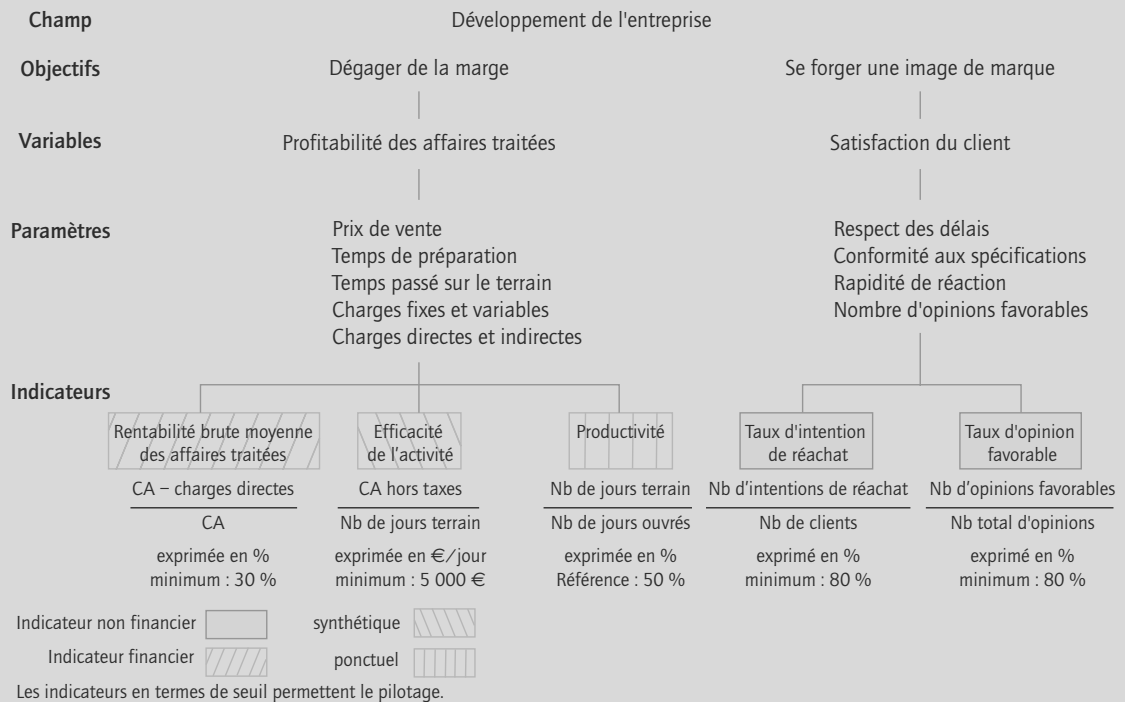 Champ
Développement de l'entreprise
Objectifs
Dégager de la marge
Se forger une image de marque
Variables
Profitabilité des affaires traitées
Satisfaction du client
Paramètres
Prix de vente
Temps de préparation
Temps passé sur le terrain
Charges fixes et variables
Charges directes et indirectes
Respect des délais
Conformité aux spécifications
Rapidité de réaction
Nombre d'opinions favorables
Indicateurs
Rentabilité brute moyenne
des affaires traitées
CA – charges directes
CA
exprimée en %
minimum : 30 %
Efficacité
de l’activité
CA hors taxes
Nb de jours terrain
exprimée en €/jour
minimum : 5 000 €
Productivité
Nb de jours terrain
Nb de jours ouvrés
exprimée en %
Référence : 50 %
Taux d'intention
de réachat
Nb d’intentions de réachat
Nb de clients
exprimé en %
minimum : 80 %
Taux d'opinion
favorable
Nb d’opinions favorables
Nb total d'opinions
exprimé en %
minimum : 80 %
Indicateur non financier
synthétique
Indicateur financier
ponctuel
Les indicateurs en termes de seuil permettent le pilotage.